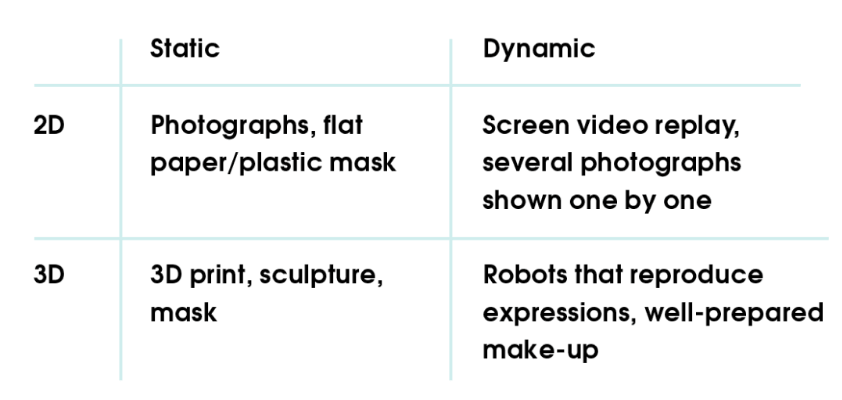 Static Dynamic
2D Photographs, flat Screen video replay,
paper/plastic mask several photographs
shown one by one
3D 3D print, sculpture, Robots that reproduce
mask expressions, well-prepared
make-up